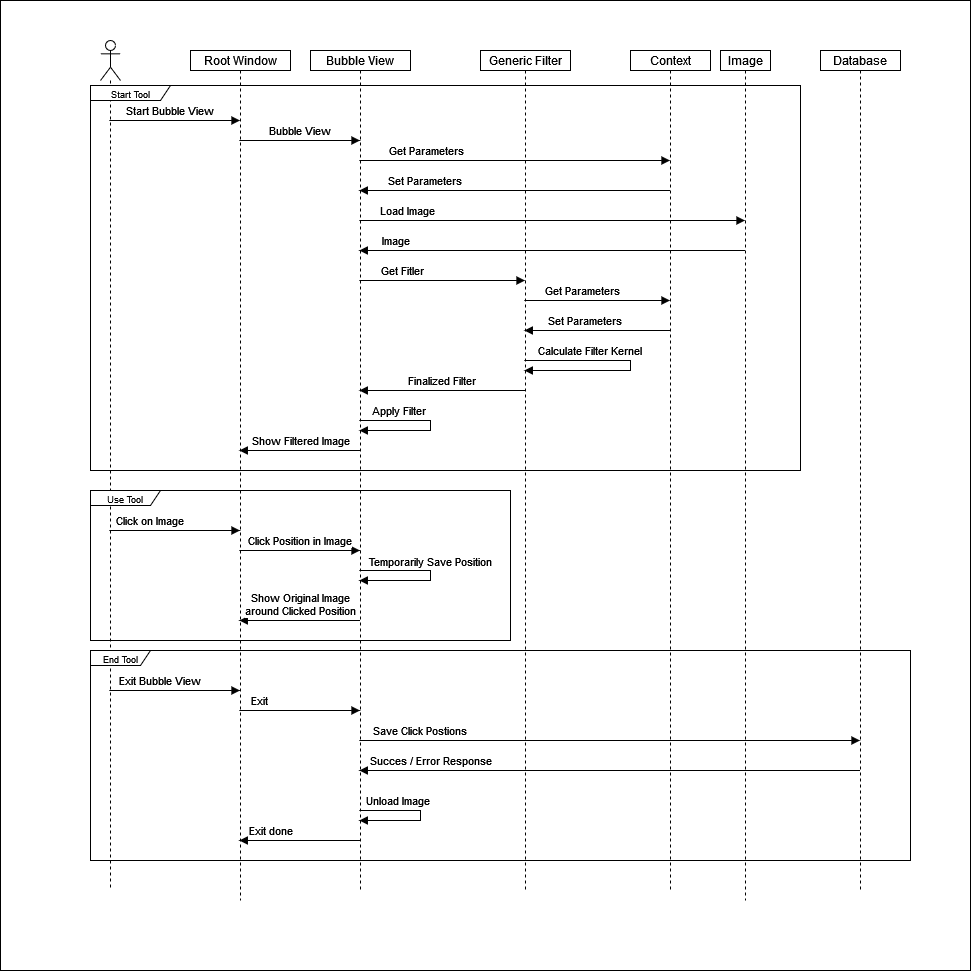 Root Window
Bubble View
Generic Filter
Context
Image
Database
Start Tool
Start Bubble View
Bubble View
Get Parameters
Set Parameters
Load Image
Image
Get Fitler
Get Parameters
Set Parameters
Calculate Filter Kernel
Finalized Filter
Apply Filter
Show Filtered Image
Use Tool
Click on Image
Click Position in Image
Temporarily Save Position
Show Original Image
around Clicked Position
End Tool
Exit Bubble View
Exit
Save Click Postions
Succes / Error Response
Unload Image
Exit done